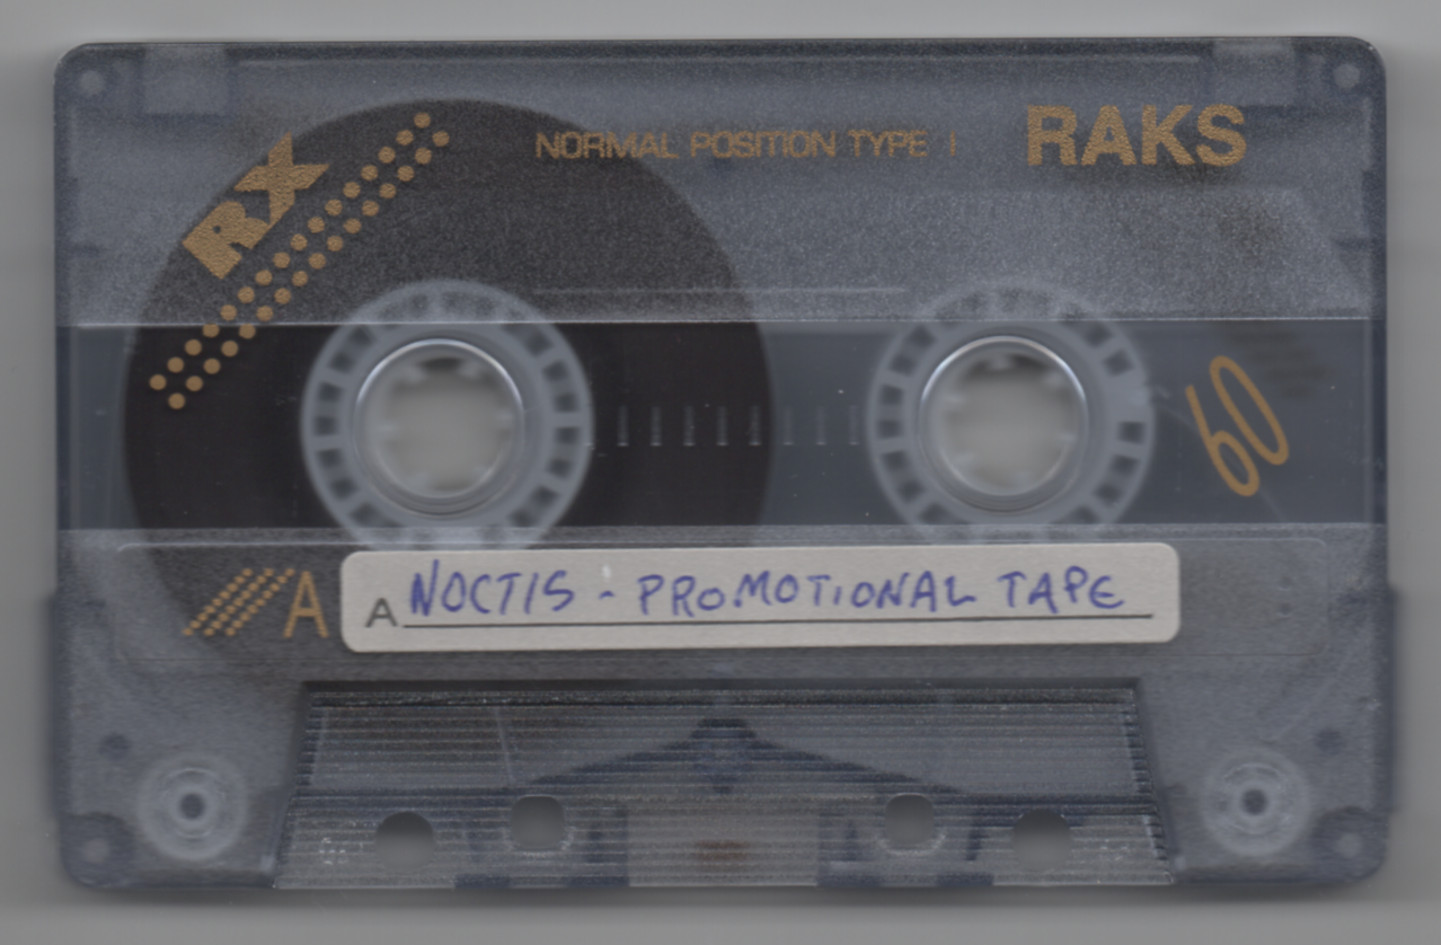 RX
NORMAL POSITION TYPE I
RAKS
60
A
A NOCTIS - PROMOTIONAL TAPE